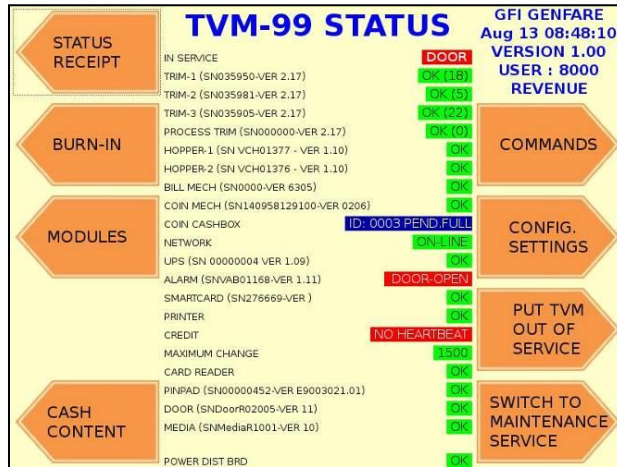 TVM-99 STATUS
GFI GENFARE
Aug 13 08:48:10
VERSION 1.00
USER : 8000
REVENUE
STATUS
RECEIPT
BURN-IN
MODULES
CASH
CONTENT
IN SERVICE DOOR
TRIM-1 (SN035950-VER 2.17) OK (18)
TRIM-2 (SN035981-VER 2.17) OK (5)
TRIM-3 (SN035905-VER 2.17) OK (22)
PROCESS TRIM (SN000000-VER 2.17) OK (0)
HOPPER-1 (SN VCH01377 - VER 1.10) OK
HOPPER-2 (SN VCH01376 - VER 1.10) OK
BILL MECH (SN0000-VER 6305) OK
COIN MECH (SN140958129100-VER 0206) OK
COIN CASHBOX ID: 0003 PEND.FULL
NETWORK ON-LINE
UPS (SN 00000004 VER 1.09) OK
ALARM (SNVAB01168-VER 1.11) DOOR-OPEN
SMARTCARD (SN276669-VER ) OK
PRINTER OK
CREDIT NO HEARTBEAT
MAXIMUM CHANGE 1500
CARD READER OK
PINPAD (SN00000452-VER E9003021.01) OK
DOOR (SNDoorR02005-VER 11) OK
MEDIA (SNMediaR1001-VER 10) OK
POWER DIST BRD OK
COMMANDS
CONFIG.
SETTINGS
PUT TVM
OUT OF
SERVICE
SWITCH TO
MAINTENANCE
SERVICE